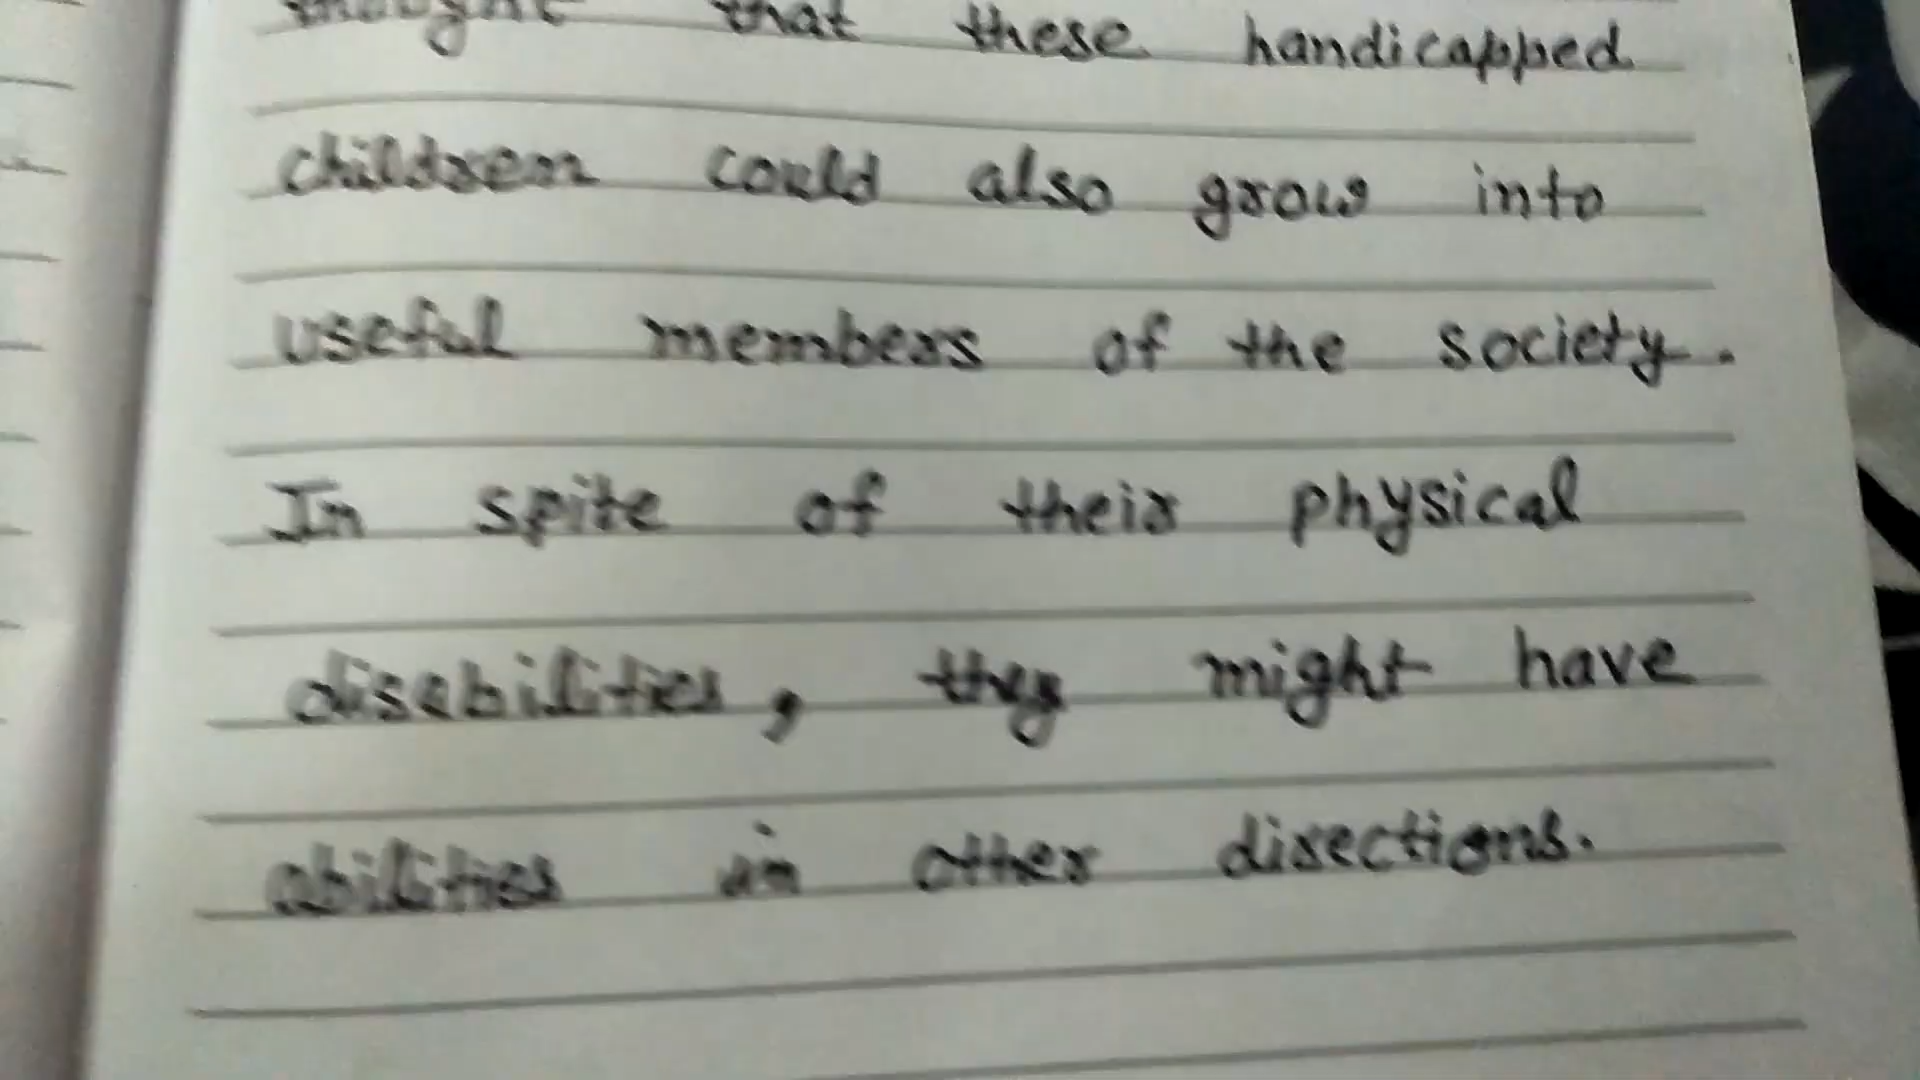 thought that these handicapped
children could also grow into
useful members of the society.
In spite of their physical
disabilities, they might have
abilities in other directions.